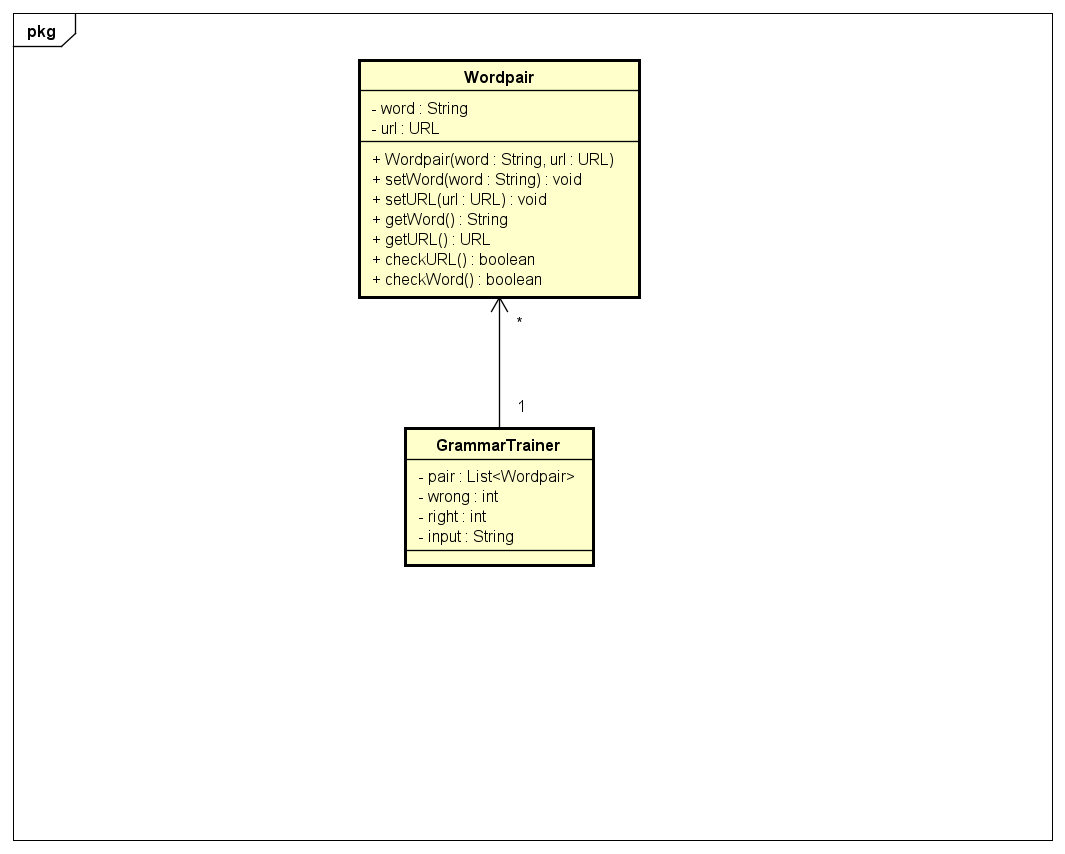 pkg
Wordpair
- word : String
- url : URL
+ Wordpair(word : String, url : URL)
+ setWord(word : String) : void
+ setURL(url : URL) : void
+ getWord() : String
+ getURL() : URL
+ checkURL() : boolean
+ checkWord() : boolean
*
1
GrammarTrainer
- pair : List<Wordpair>
- wrong : int
- right : int
- input : String